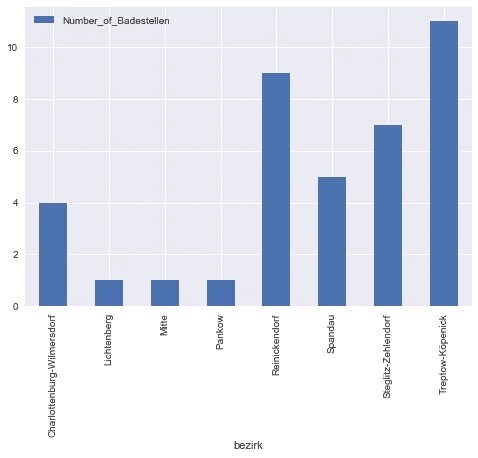 Number_of_Badestellen
10
8
6
4
2
0
Charlottenburg-Wilmersdorf
Lichtenberg
Mitte
Pankow
Reinickendorf
Spandau
Steglitz-Zehlendorf
Treptow-Köpenick
bezirk